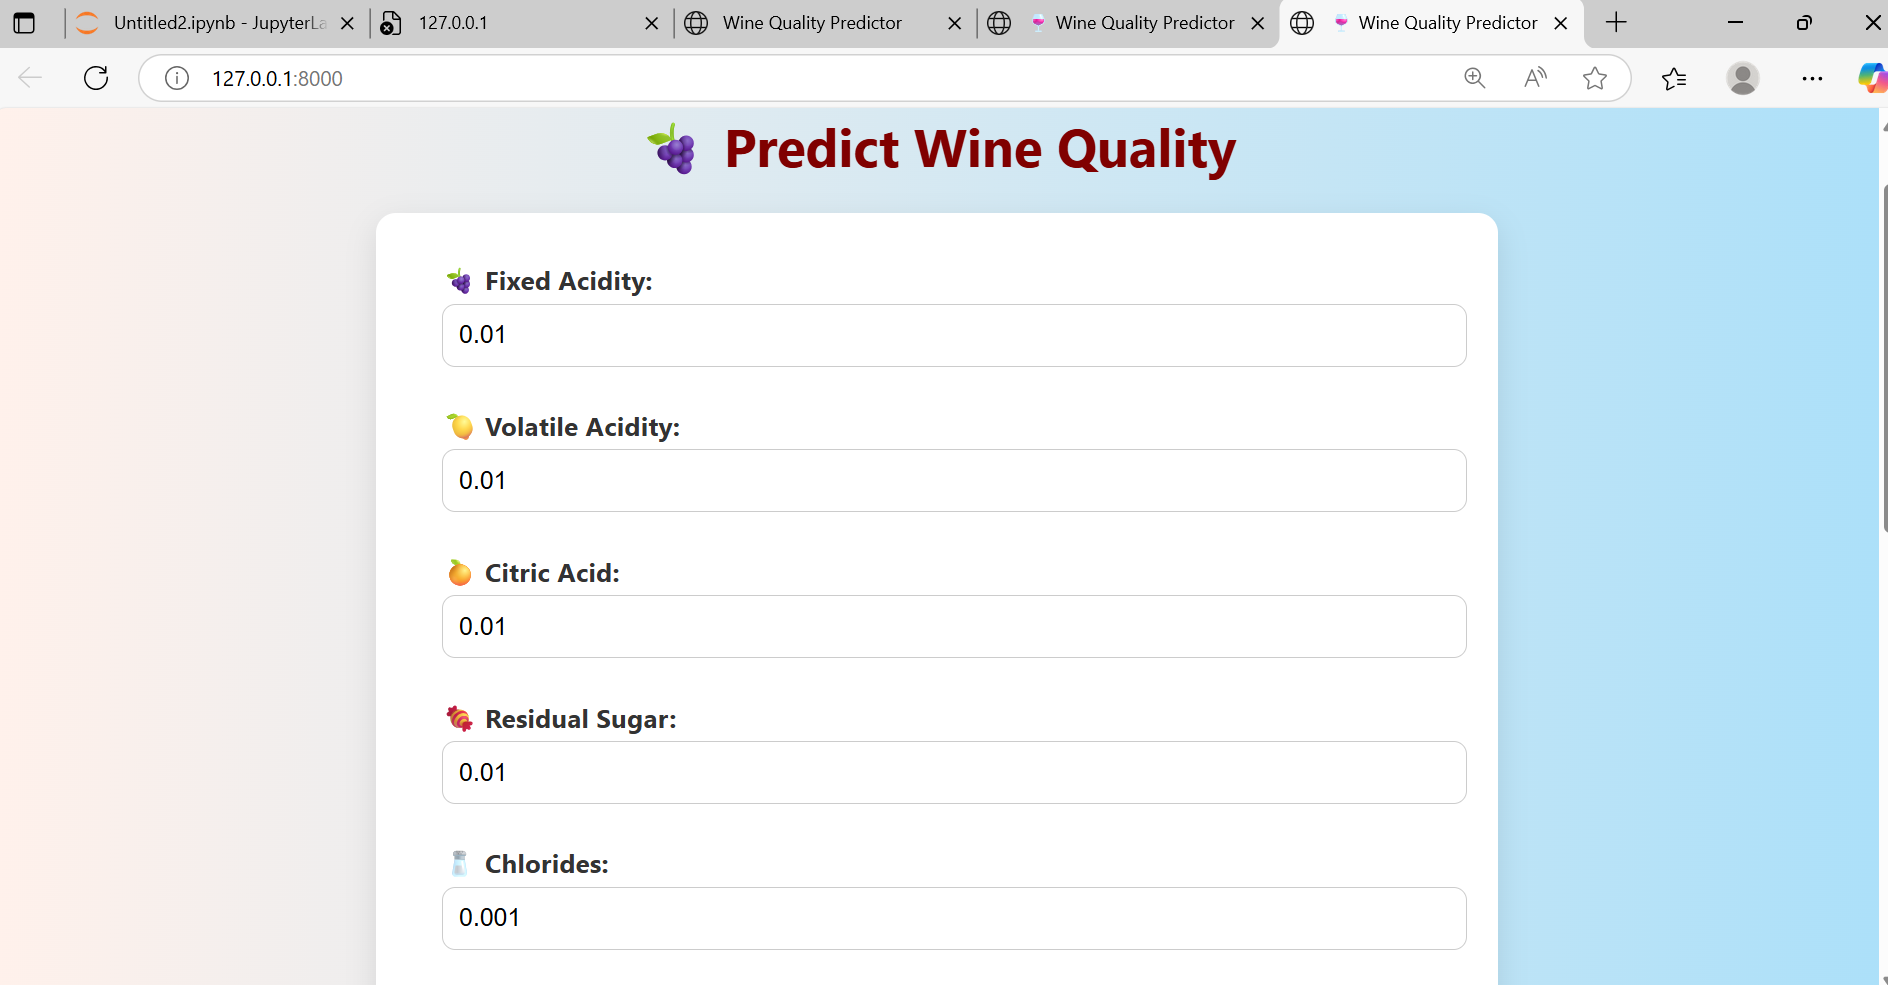 Untitled2.ipynb - JupyterLa
127.0.0.1
Wine Quality Predictor
🍷 Wine Quality Predictor
🍷 Wine Quality Predictor
127.0.0.1:8000
🍇 Predict Wine Quality
🍇 Fixed Acidity:
0.01
🍋 Volatile Acidity:
0.01
🍊 Citric Acid:
0.01
🍬 Residual Sugar:
0.01
🧂 Chlorides:
0.001